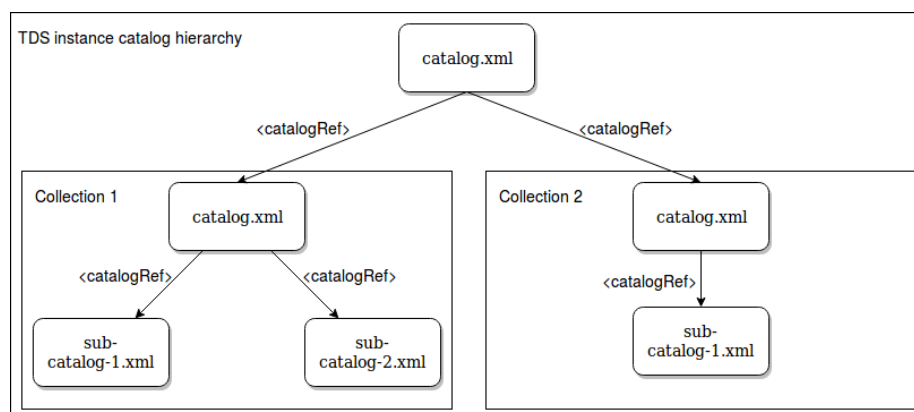 TDS instance catalog hierarchy
catalog.xml
<catalogRef>
<catalogRef>
Collection 1
catalog.xml
Collection 2
catalog.xml
<catalogRef>
<catalogRef>
<catalogRef>
sub-
catalog-1.xml
sub-
catalog-2.xml
sub-
catalog-1.xml